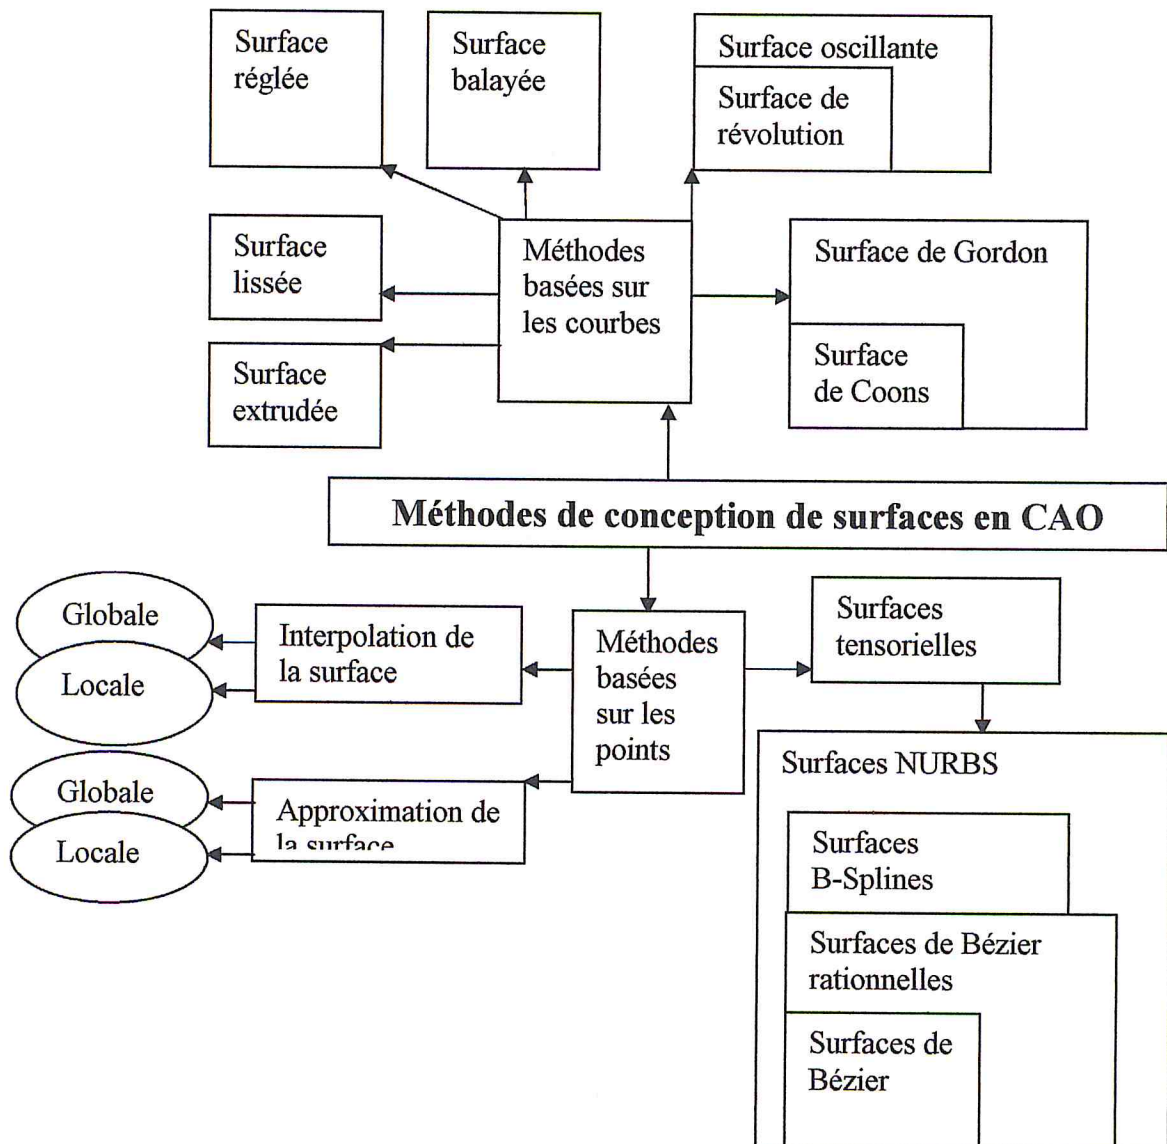 Surface
réglée
Surface
balayée
Surface oscillante
Surface de
révolution
Surface
lissée
Méthodes
basées sur
les courbes
Surface de Gordon
Surface
de Coons
Surface
extrudée
Méthodes de conception de surfaces en CAO
Globale
Locale
Interpolation de
la surface
Méthodes
basées
sur les
points
Surfaces
tensorielles
Globale
Locale
Approximation de
la surface
Surfaces NURBS
Surfaces
B-Splines
Surfaces de Bézier
rationnelles
Surfaces de
Bézier